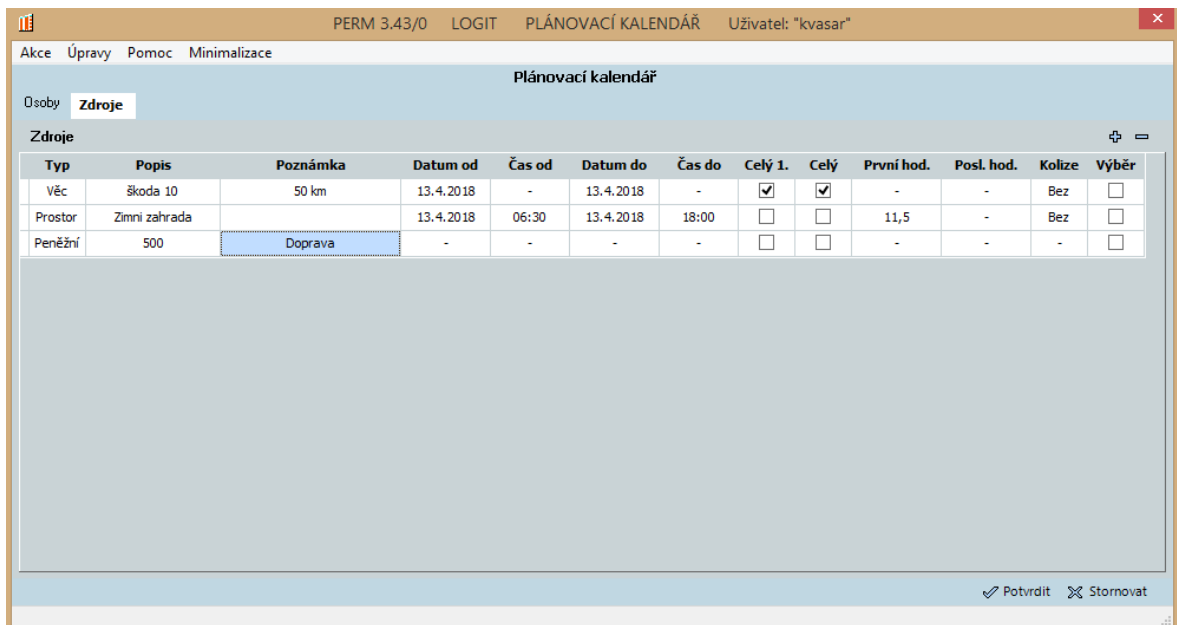 PERM 3.43/0 LOGIT PLÁNOVACÍ KALENDÁŘ Uživatel: "kvasar"
Akce Úpravy Pomoc Minimalizace
Plánovací kalendář
Osoby Zdroje
Zdroje
Typ Popis Poznámka Datum od Čas od Datum do Čas do Celý 1. Celý První hod. Posl. hod. Kolize Výběr
Věc škoda 10 50 km 13.4.2018 - 13.4.2018 - - - Bez
Prostor Zimni zahrada 13.4.2018 06:30 13.4.2018 18:00 11,5 - Bez
Peněžní 500 Doprava - - - - - - -
Potvrdit Stornovat